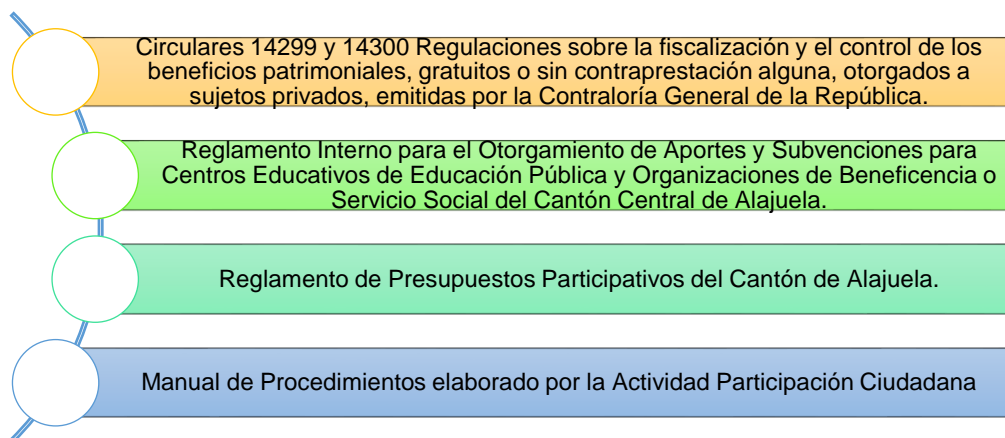 Circulares 14299 y 14300 Regulaciones sobre la fiscalización y el control de los
beneficios patrimoniales, gratuitos o sin contraprestación alguna, otorgados a
sujetos privados, emitidas por la Contraloría General de la República.
Reglamento Interno para el Otorgamiento de Aportes y Subvenciones para
Centros Educativos de Educación Pública y Organizaciones de Beneficencia o
Servicio Social del Cantón Central de Alajuela.
Reglamento de Presupuestos Participativos del Cantón de Alajuela.
Manual de Procedimientos elaborado por la Actividad Participación Ciudadana